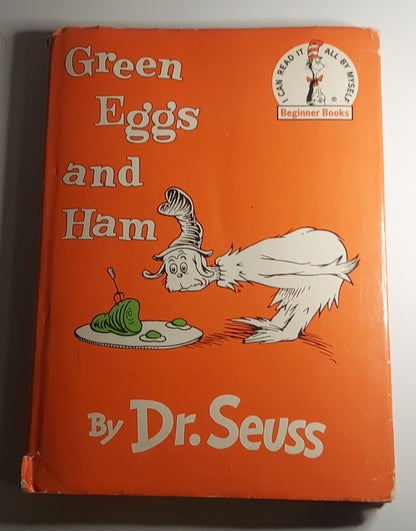 Green
Eggs
and
Ham
I CAN READ IT ALL BY MYSELF
®
Beginner Books
By Dr. Seuss